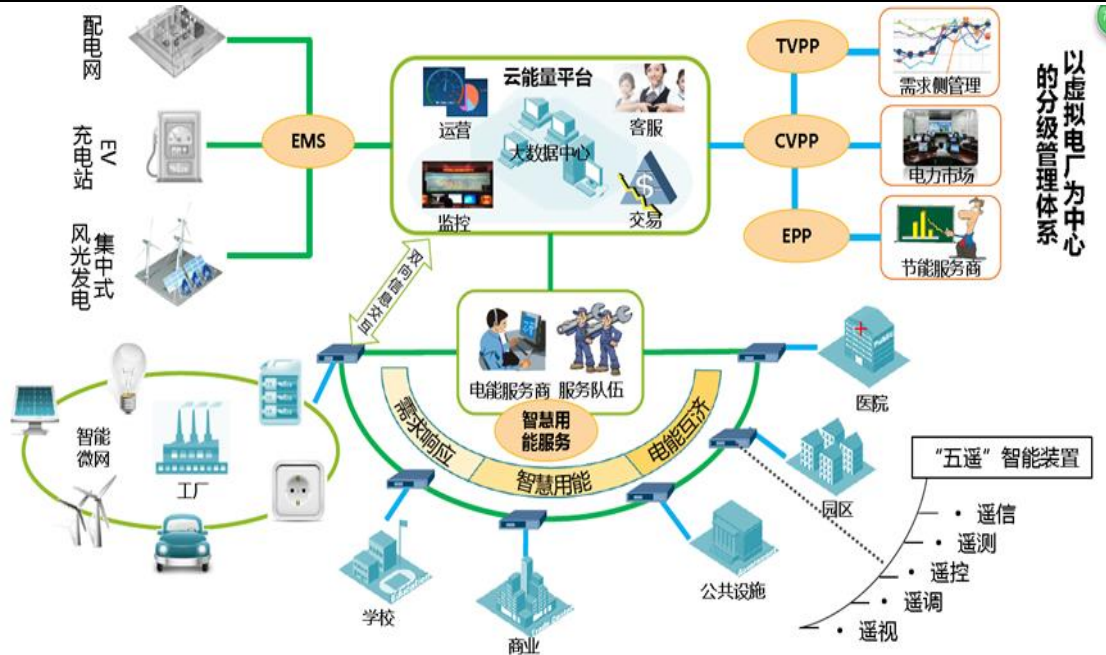 配电网
EV
充电站
集中式
风光发电
EMS
云能量平台
运营
客服
大数据中心
监控
交易
TVPP
CVPP
EPP
需求侧管理
电力市场
节能服务商
以虚拟电厂为中心
的分级管理体系
双向信息交互
电能服务商
服务队伍
智慧用
能服务
需求响应
智慧用能
电能互济
智能
微网
工厂
学校
商业
公共设施
园区
医院
“五遥”智能装置
• 遥信
• 遥测
• 遥控
• 遥调
• 遥视